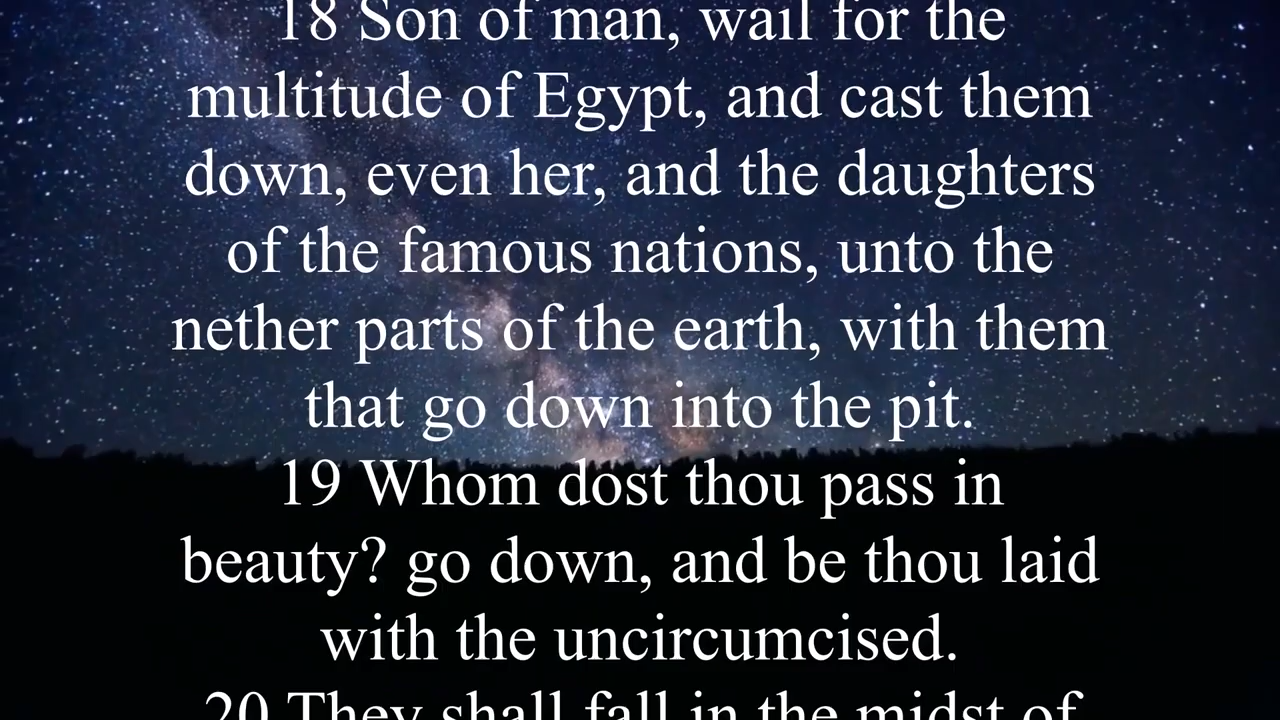 18 Son of man, wail for the
multitude of Egypt, and cast them
down, even her, and the daughters
of the famous nations, unto the
nether parts of the earth, with them
that go down into the pit.
19 Whom dost thou pass in
beauty? go down, and be thou laid
with the uncircumcised.
20 They shall fall in the midst of